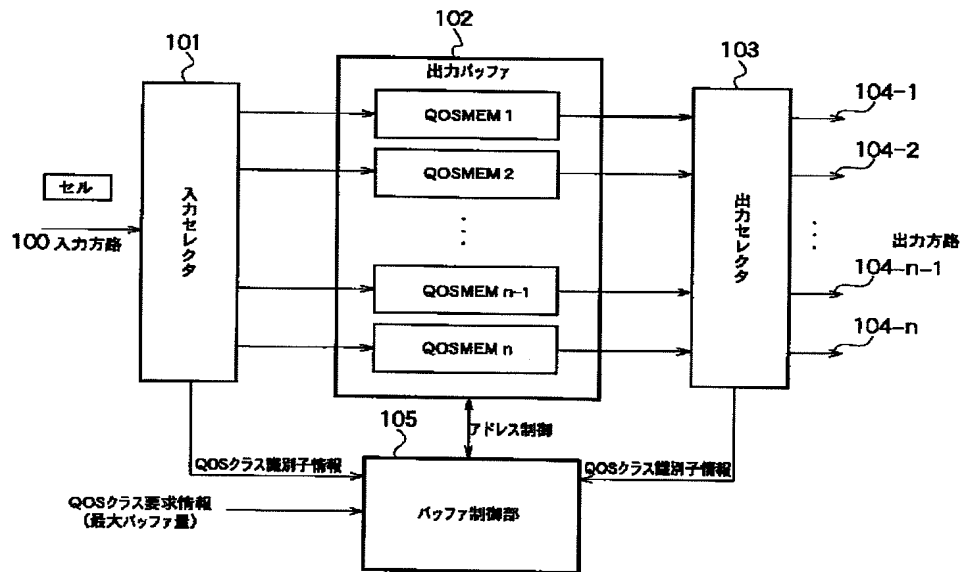 101
102
103
出力バッファ
QOSMEM 1
QOSMEM 2
QOSMEM n-1
QOSMEM n
セル
100 入力方路
入力セレクタ
出力セレクタ
104-1
104-2
出力方路
104-n-1
104-n
105
アドレス制御
QOSクラス識別子情報
QOSクラス識別子情報
QOSクラス要求情報
(最大バッファ量)
バッファ制御部